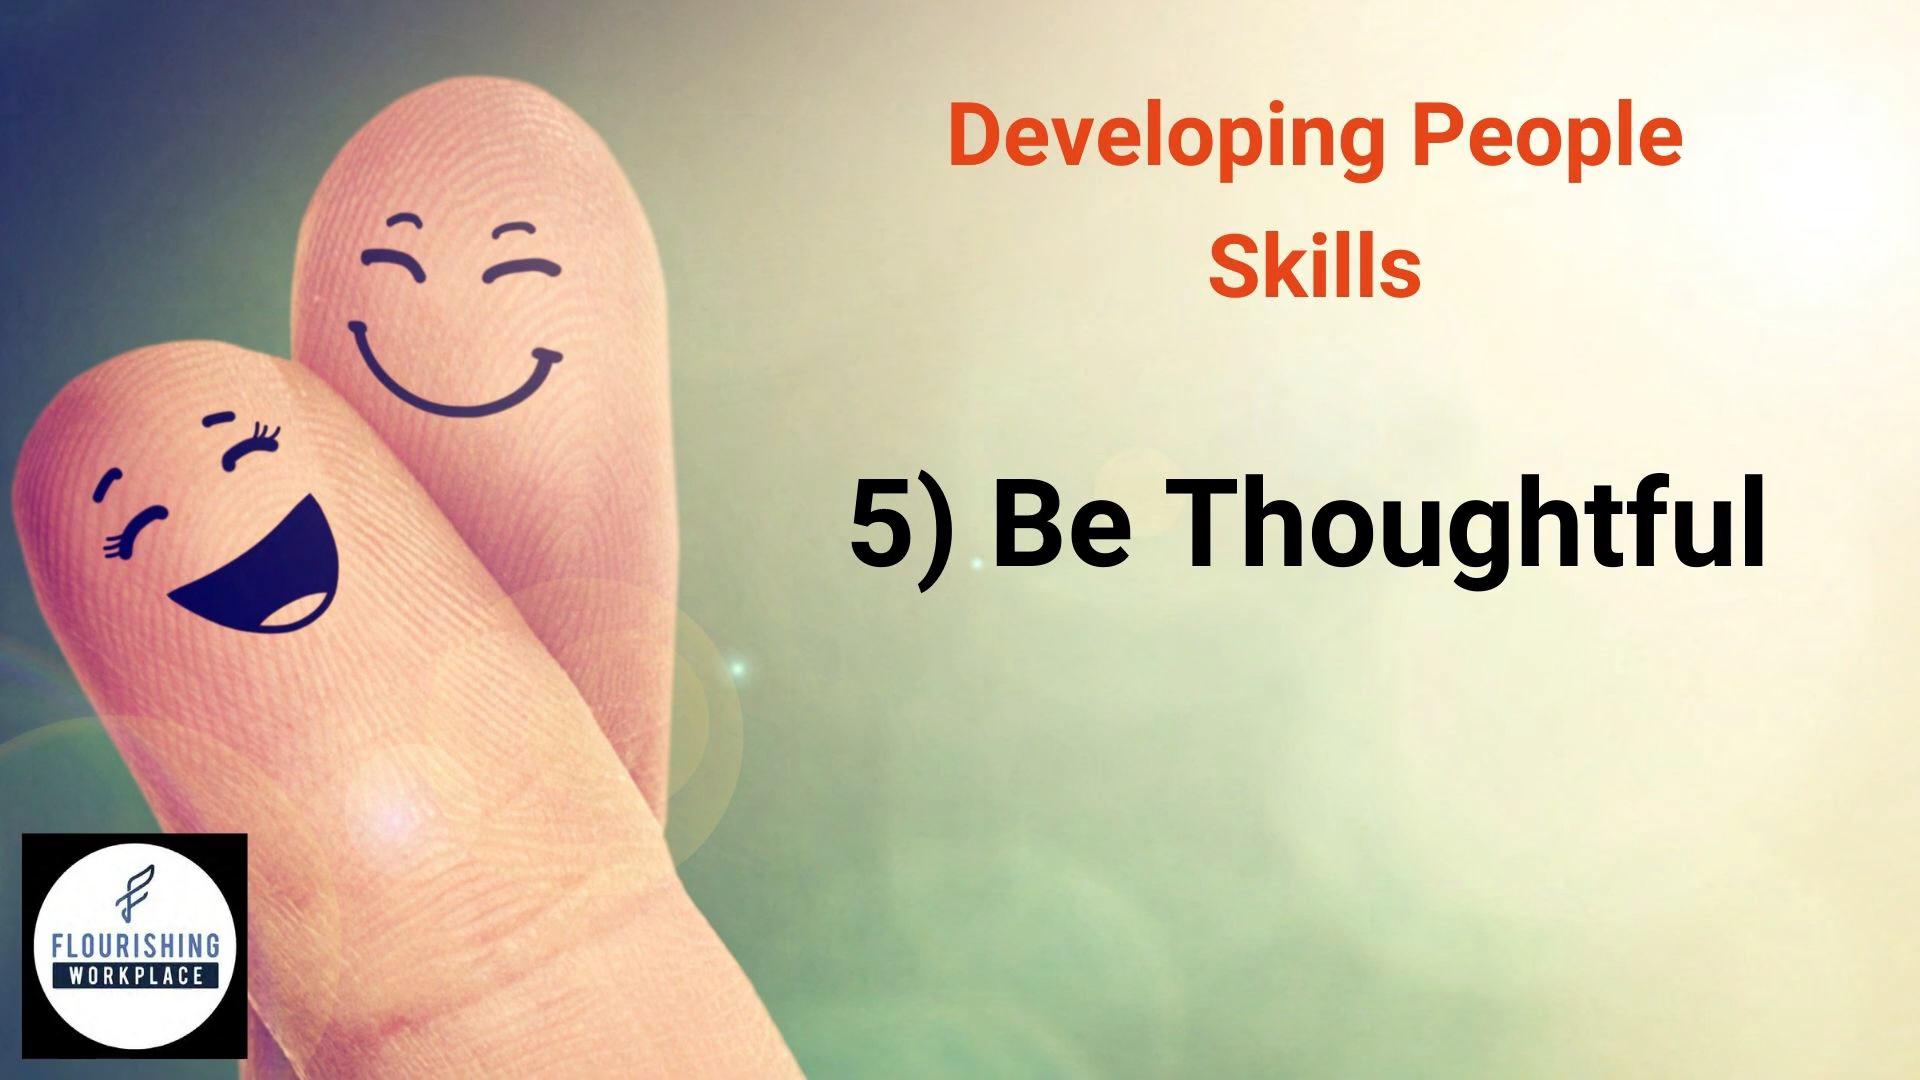 Developing People
Skills
5) Be Thoughtful
FLOURISHING
WORKPLACE